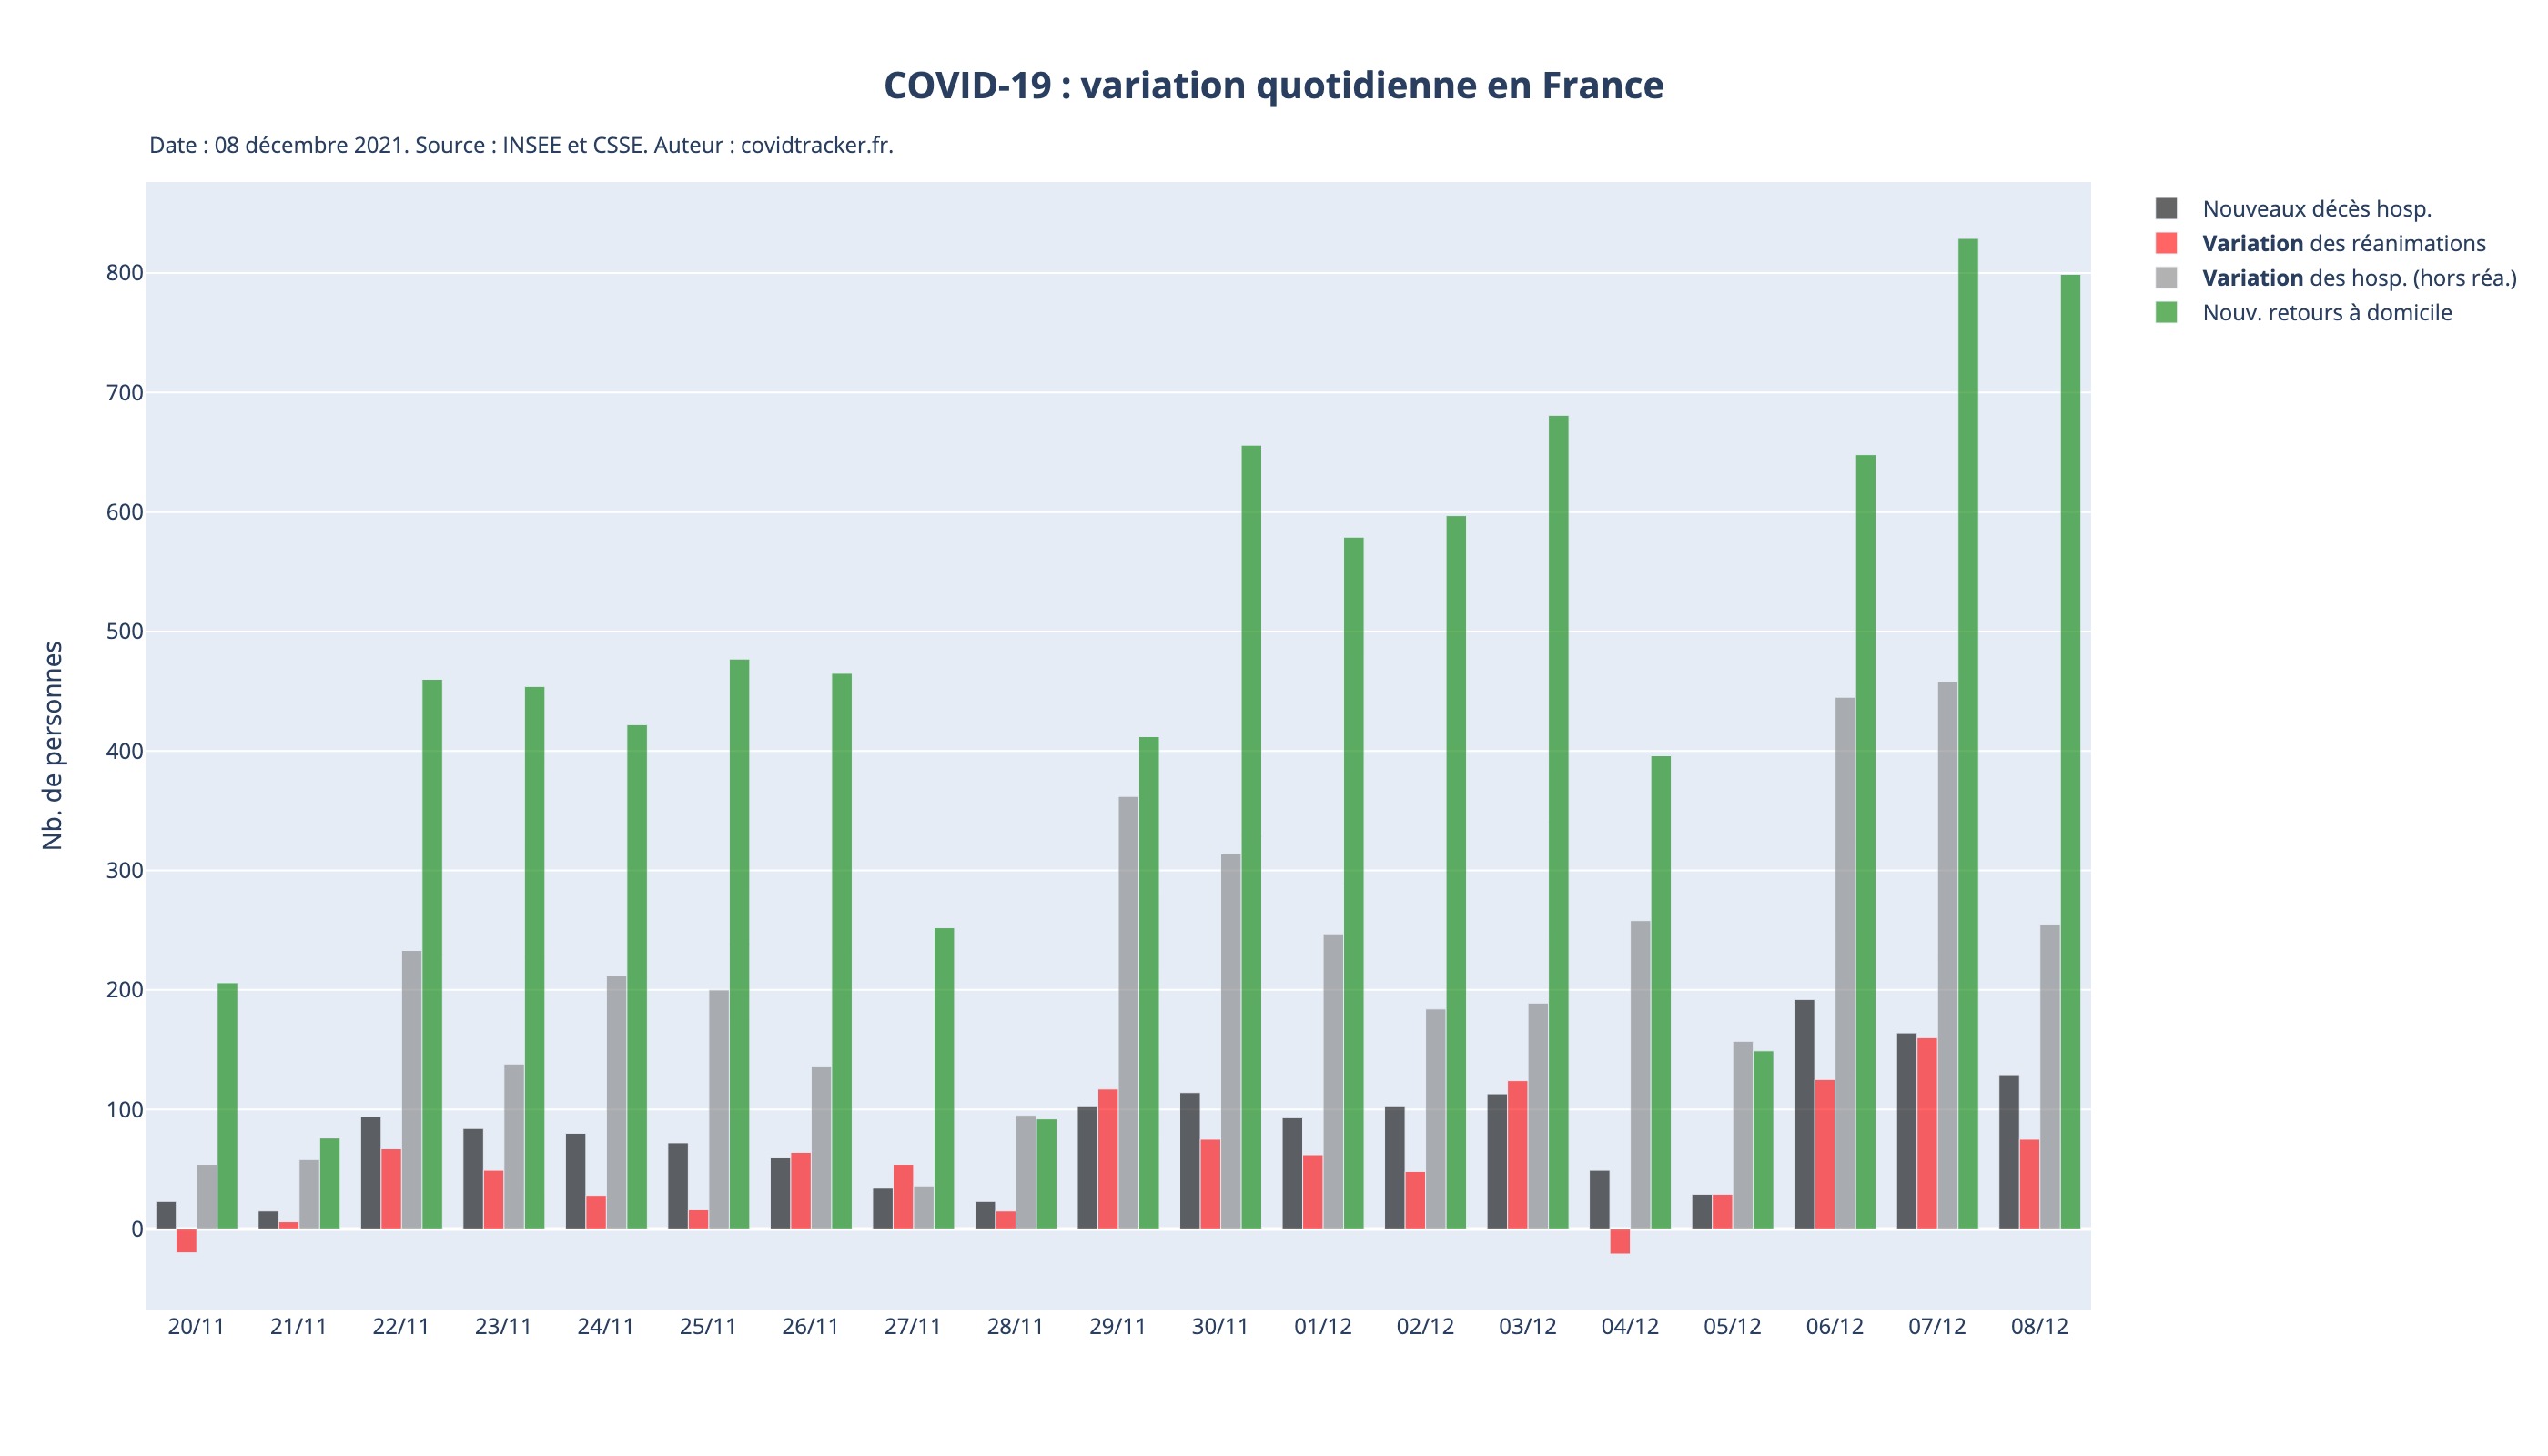 COVID-19 : variation quotidienne en France
Date : 08 décembre 2021. Source : INSEE et CSSE. Auteur : covidtracker.fr.
Nouveaux décès hosp.
Variation des réanimations
Variation des hosp. (hors réa.)
Nouv. retours à domicile
Nb. de personnes
800
700
600
500
400
300
200
100
0
20/11 21/11 22/11 23/11 24/11 25/11 26/11 27/11 28/11 29/11 30/11 01/12 02/12 03/12 04/12 05/12 06/12 07/12 08/12